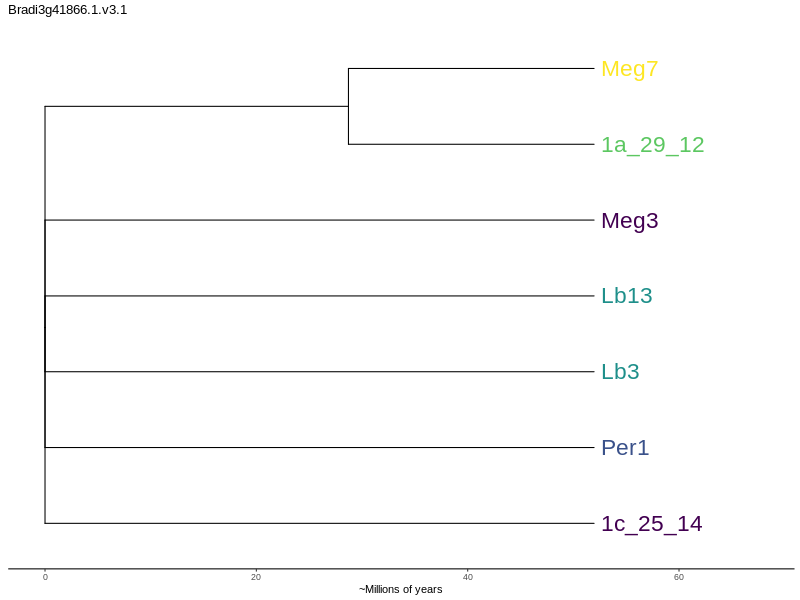 Bradi3g41866.1.v3.1
Meg7
1a_29_12
Meg3
Lb13
Lb3
Per1
1c_25_14
0 20 40 60
~Millions of years